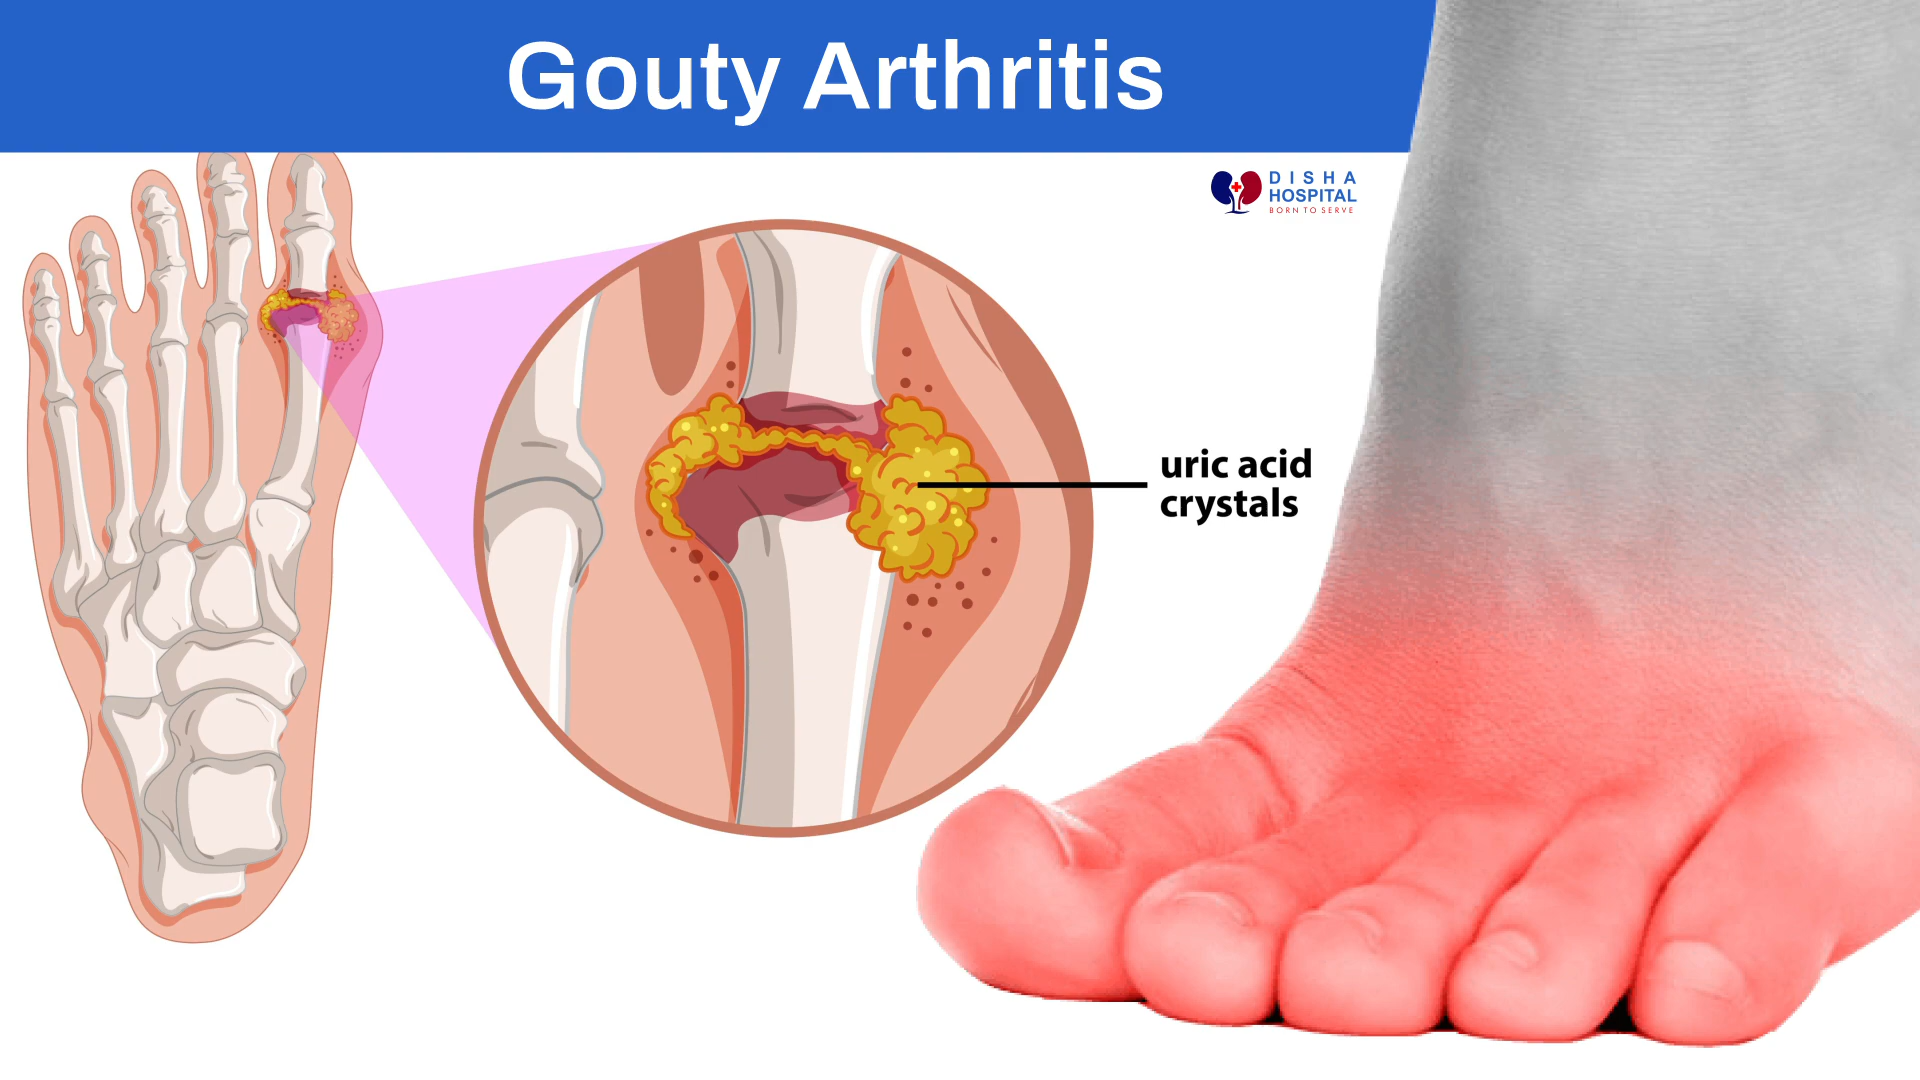 Gouty Arthritis
DISHA
HOSPITAL
BORN TO SERVE
uric acid
crystals